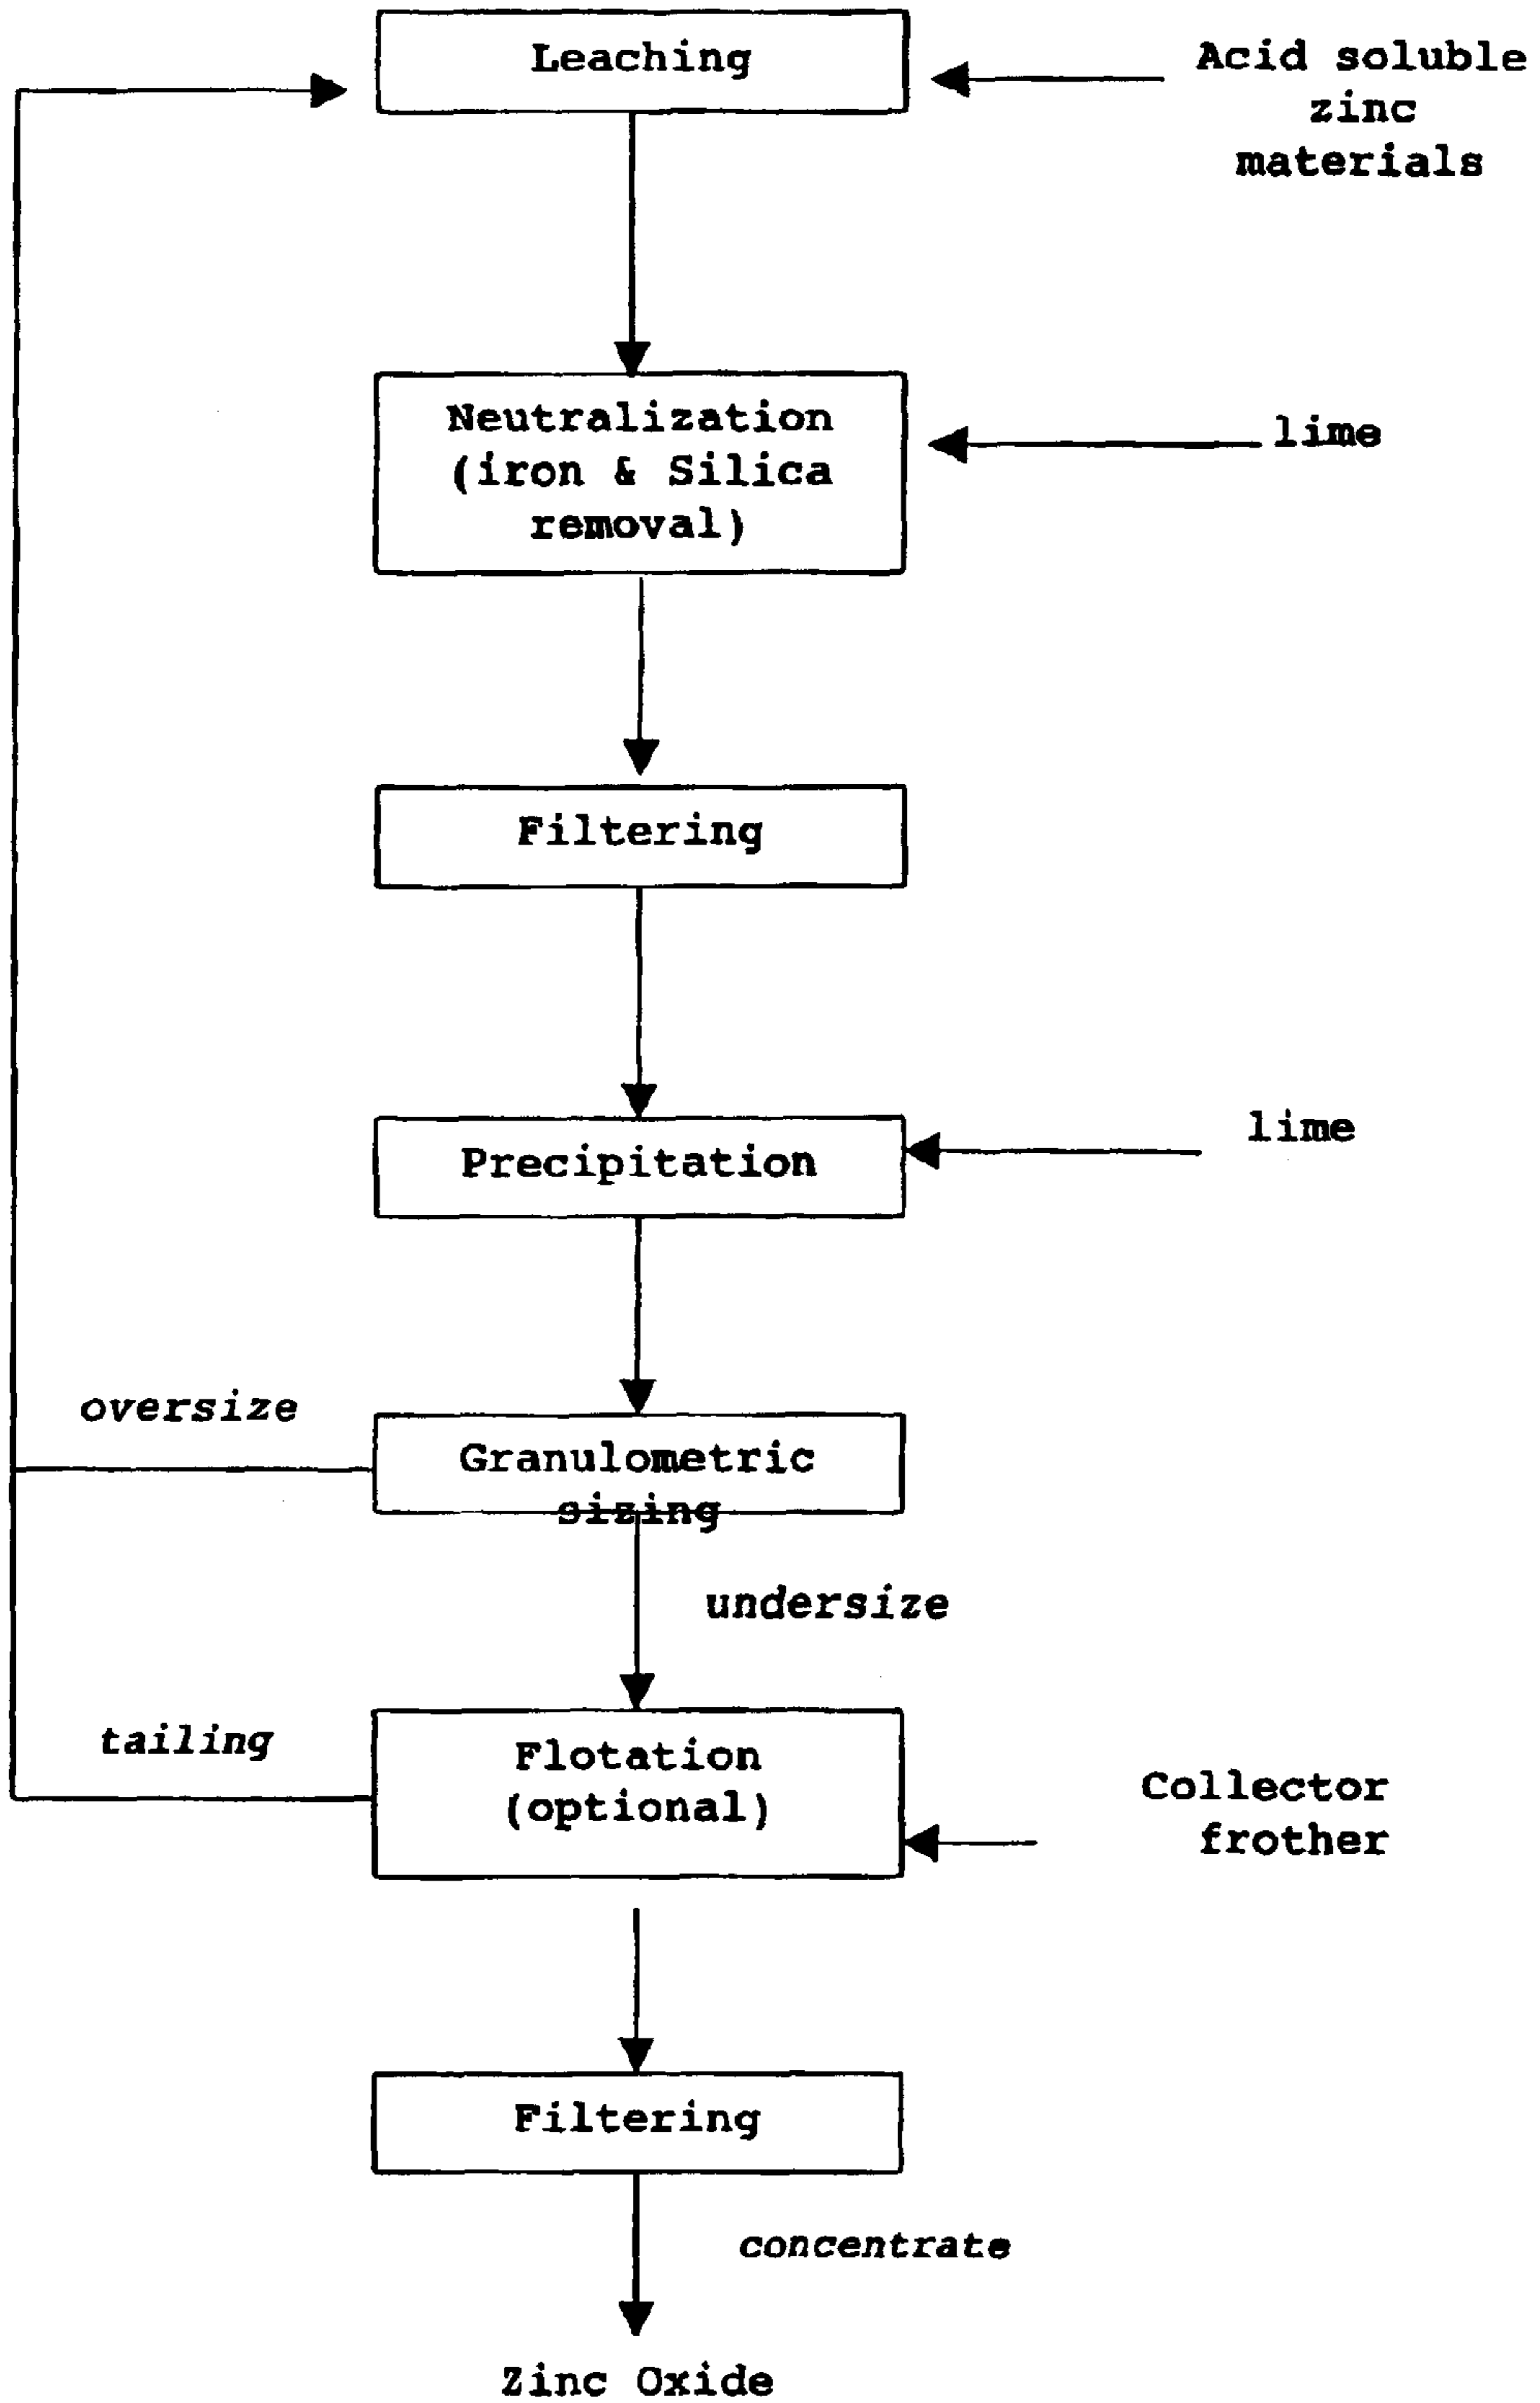 Leaching
Acid soluble
zinc
materials
Neutralization
(iron & Silica
removal)
lime
Filtering
Precipitation
lime
oversize
Granulometric
sizing
undersize
tailing
Flotation
(optional)
Collector
frother
Filtering
concentrate
Zinc Oxide